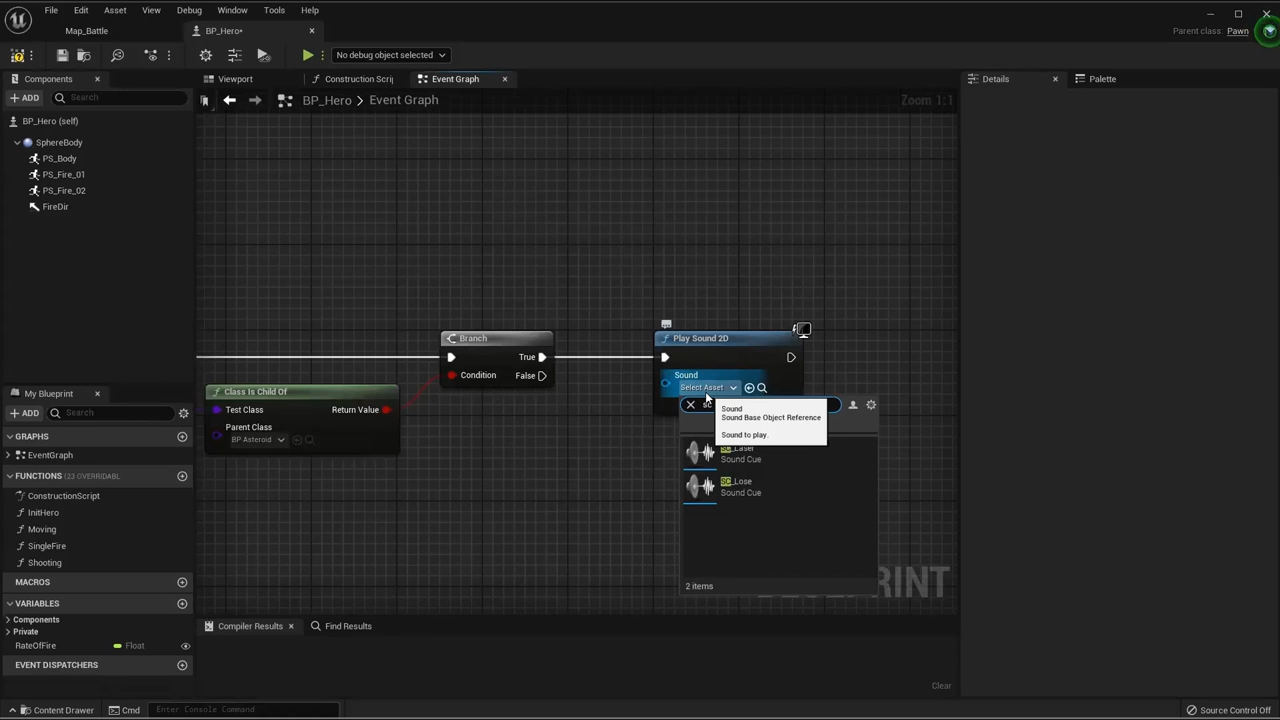 File Edit Asset View Debug Window Tools Help
Map_Battle
BP_Hero•
Parent class: Pawn
No debug object selected
Components
Viewport
Construction Scrip
Event Graph
Details
Palette
ADD
Search
BP_Hero > Event Graph
Zoom 1:1
BP_Hero (self)
SphereBody
PS_Body
PS_Fire_01
PS_Fire_02
FireDir
Branch
True
Condition
False
Play Sound 2D
Sound
Select Asset
sc
Sound
Sound Base Object Reference
Sound to play.
SC_Laser
Sound Cue
SC_Lose
Sound Cue
2 items
Class Is Child Of
Test Class
Return Value
Parent Class
BP Asteroid
My Blueprint
ADD
Search
GRAPHS
EventGraph
FUNCTIONS (23 OVERRIDABL
ConstructionScript
InitHero
Moving
SingleFire
Shooting
MACROS
VARIABLES
Components
Private
RateOfFire
Float
EVENT DISPATCHERS
Compiler Results
Find Results
Clear
Content Drawer
Cmd
Enter Console Command
Source Control Off